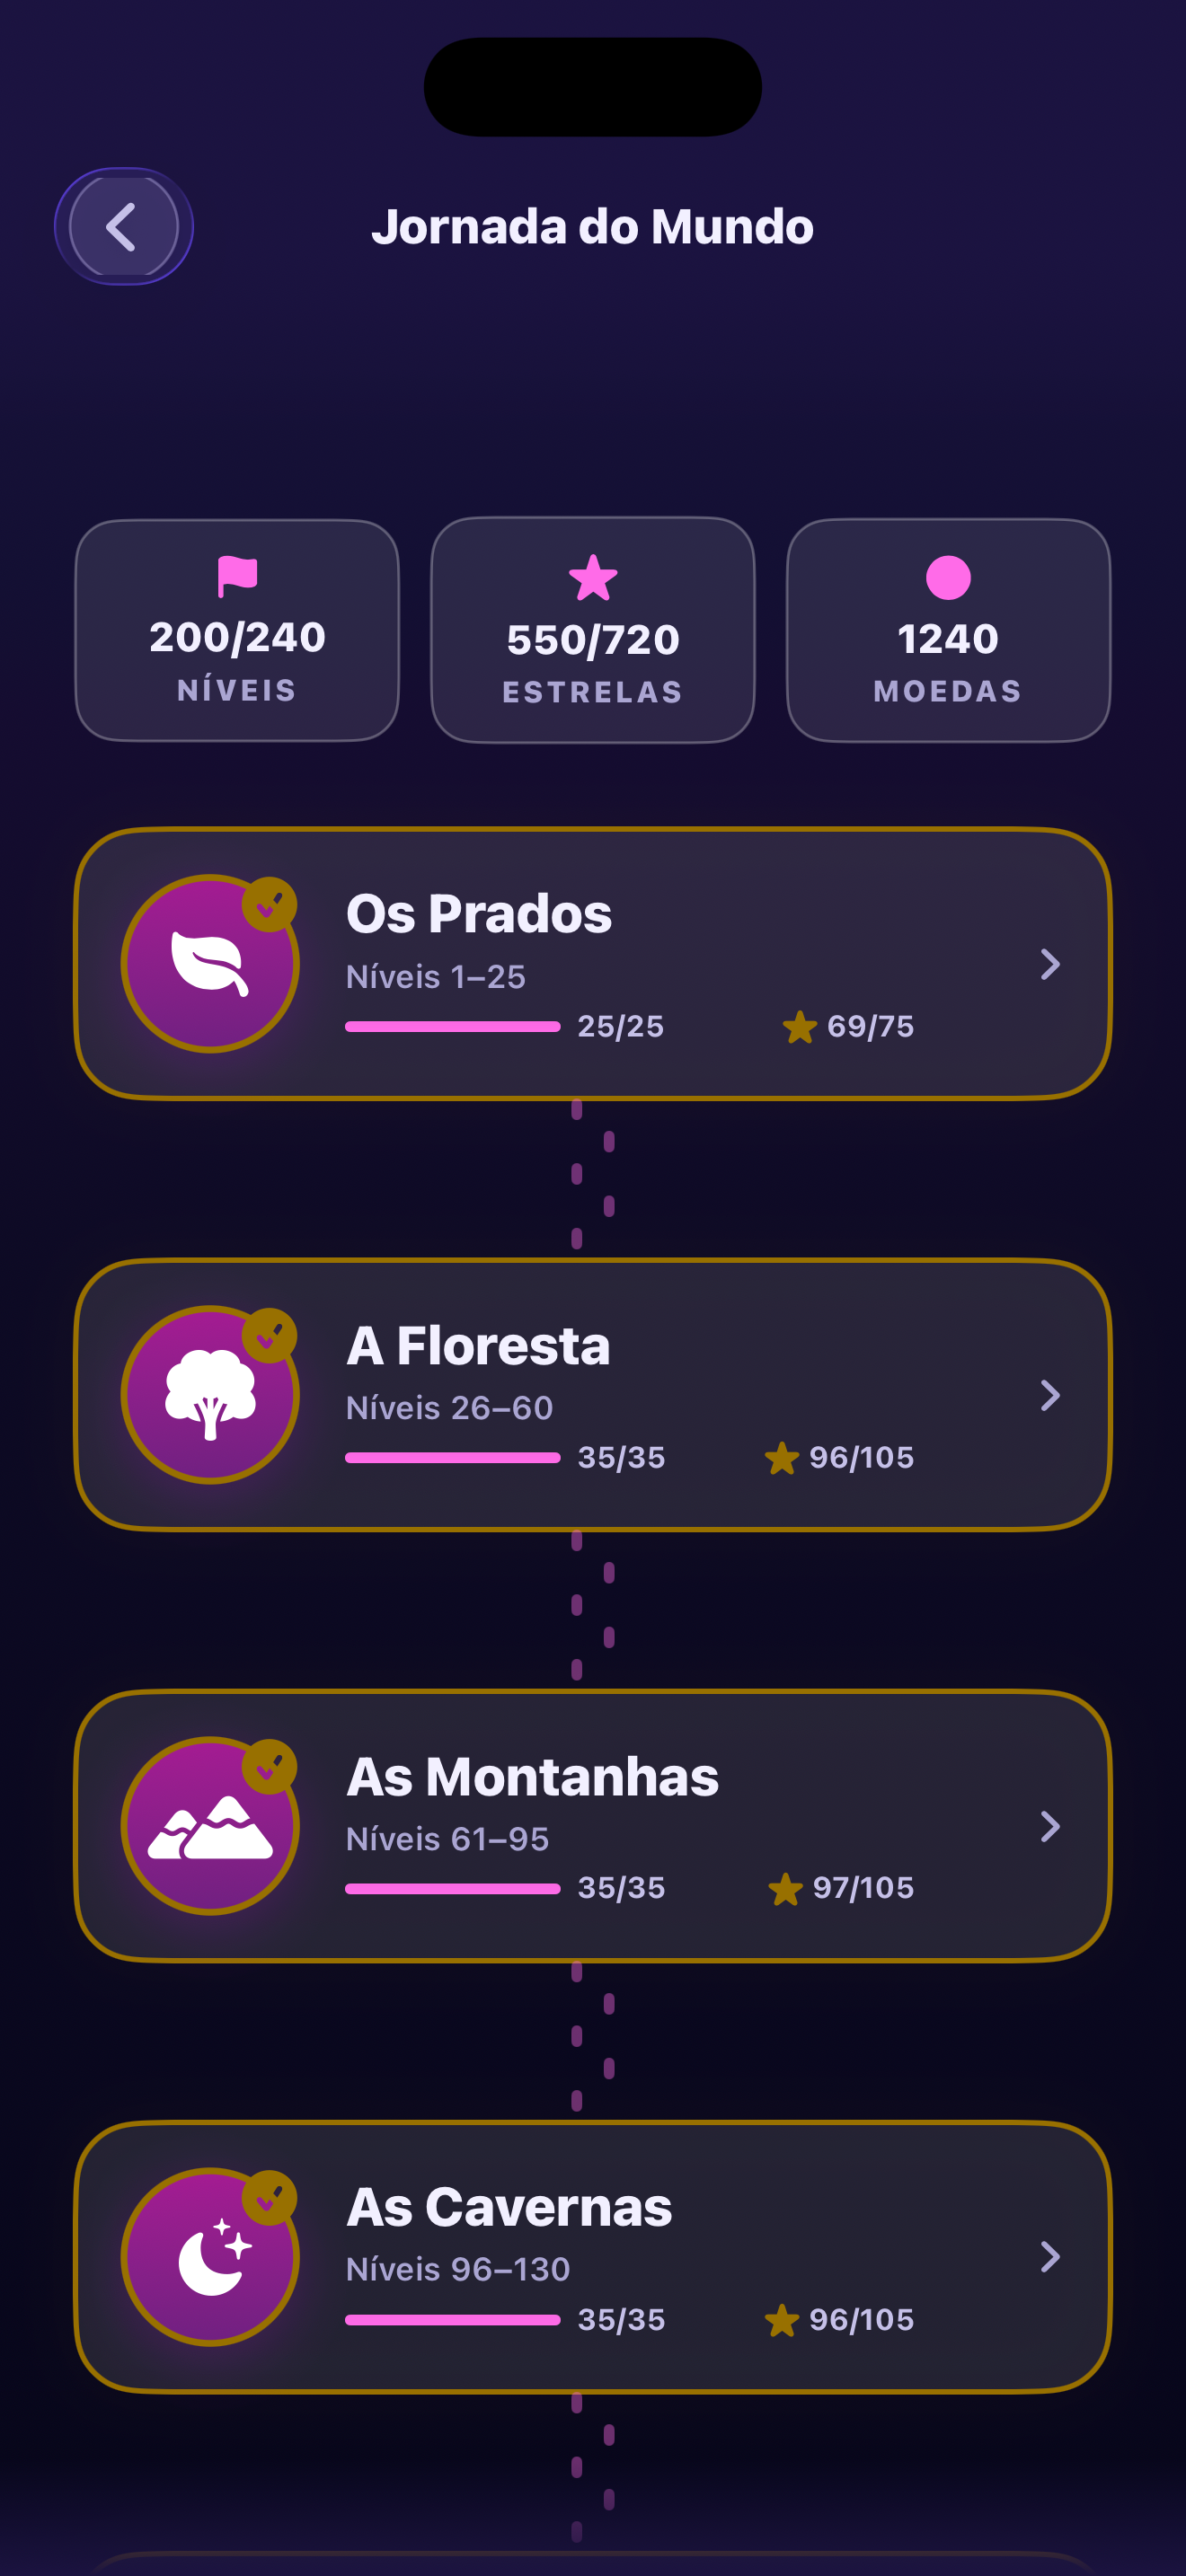 Jornada do Mundo
200/240
NÍVEIS
550/720
ESTRELAS
1240
MOEDAS
Os Prados
Níveis 1–25
25/25
69/75
A Floresta
Níveis 26–60
35/35
96/105
As Montanhas
Níveis 61–95
35/35
97/105
As Cavernas
Níveis 96–130
35/35
96/105